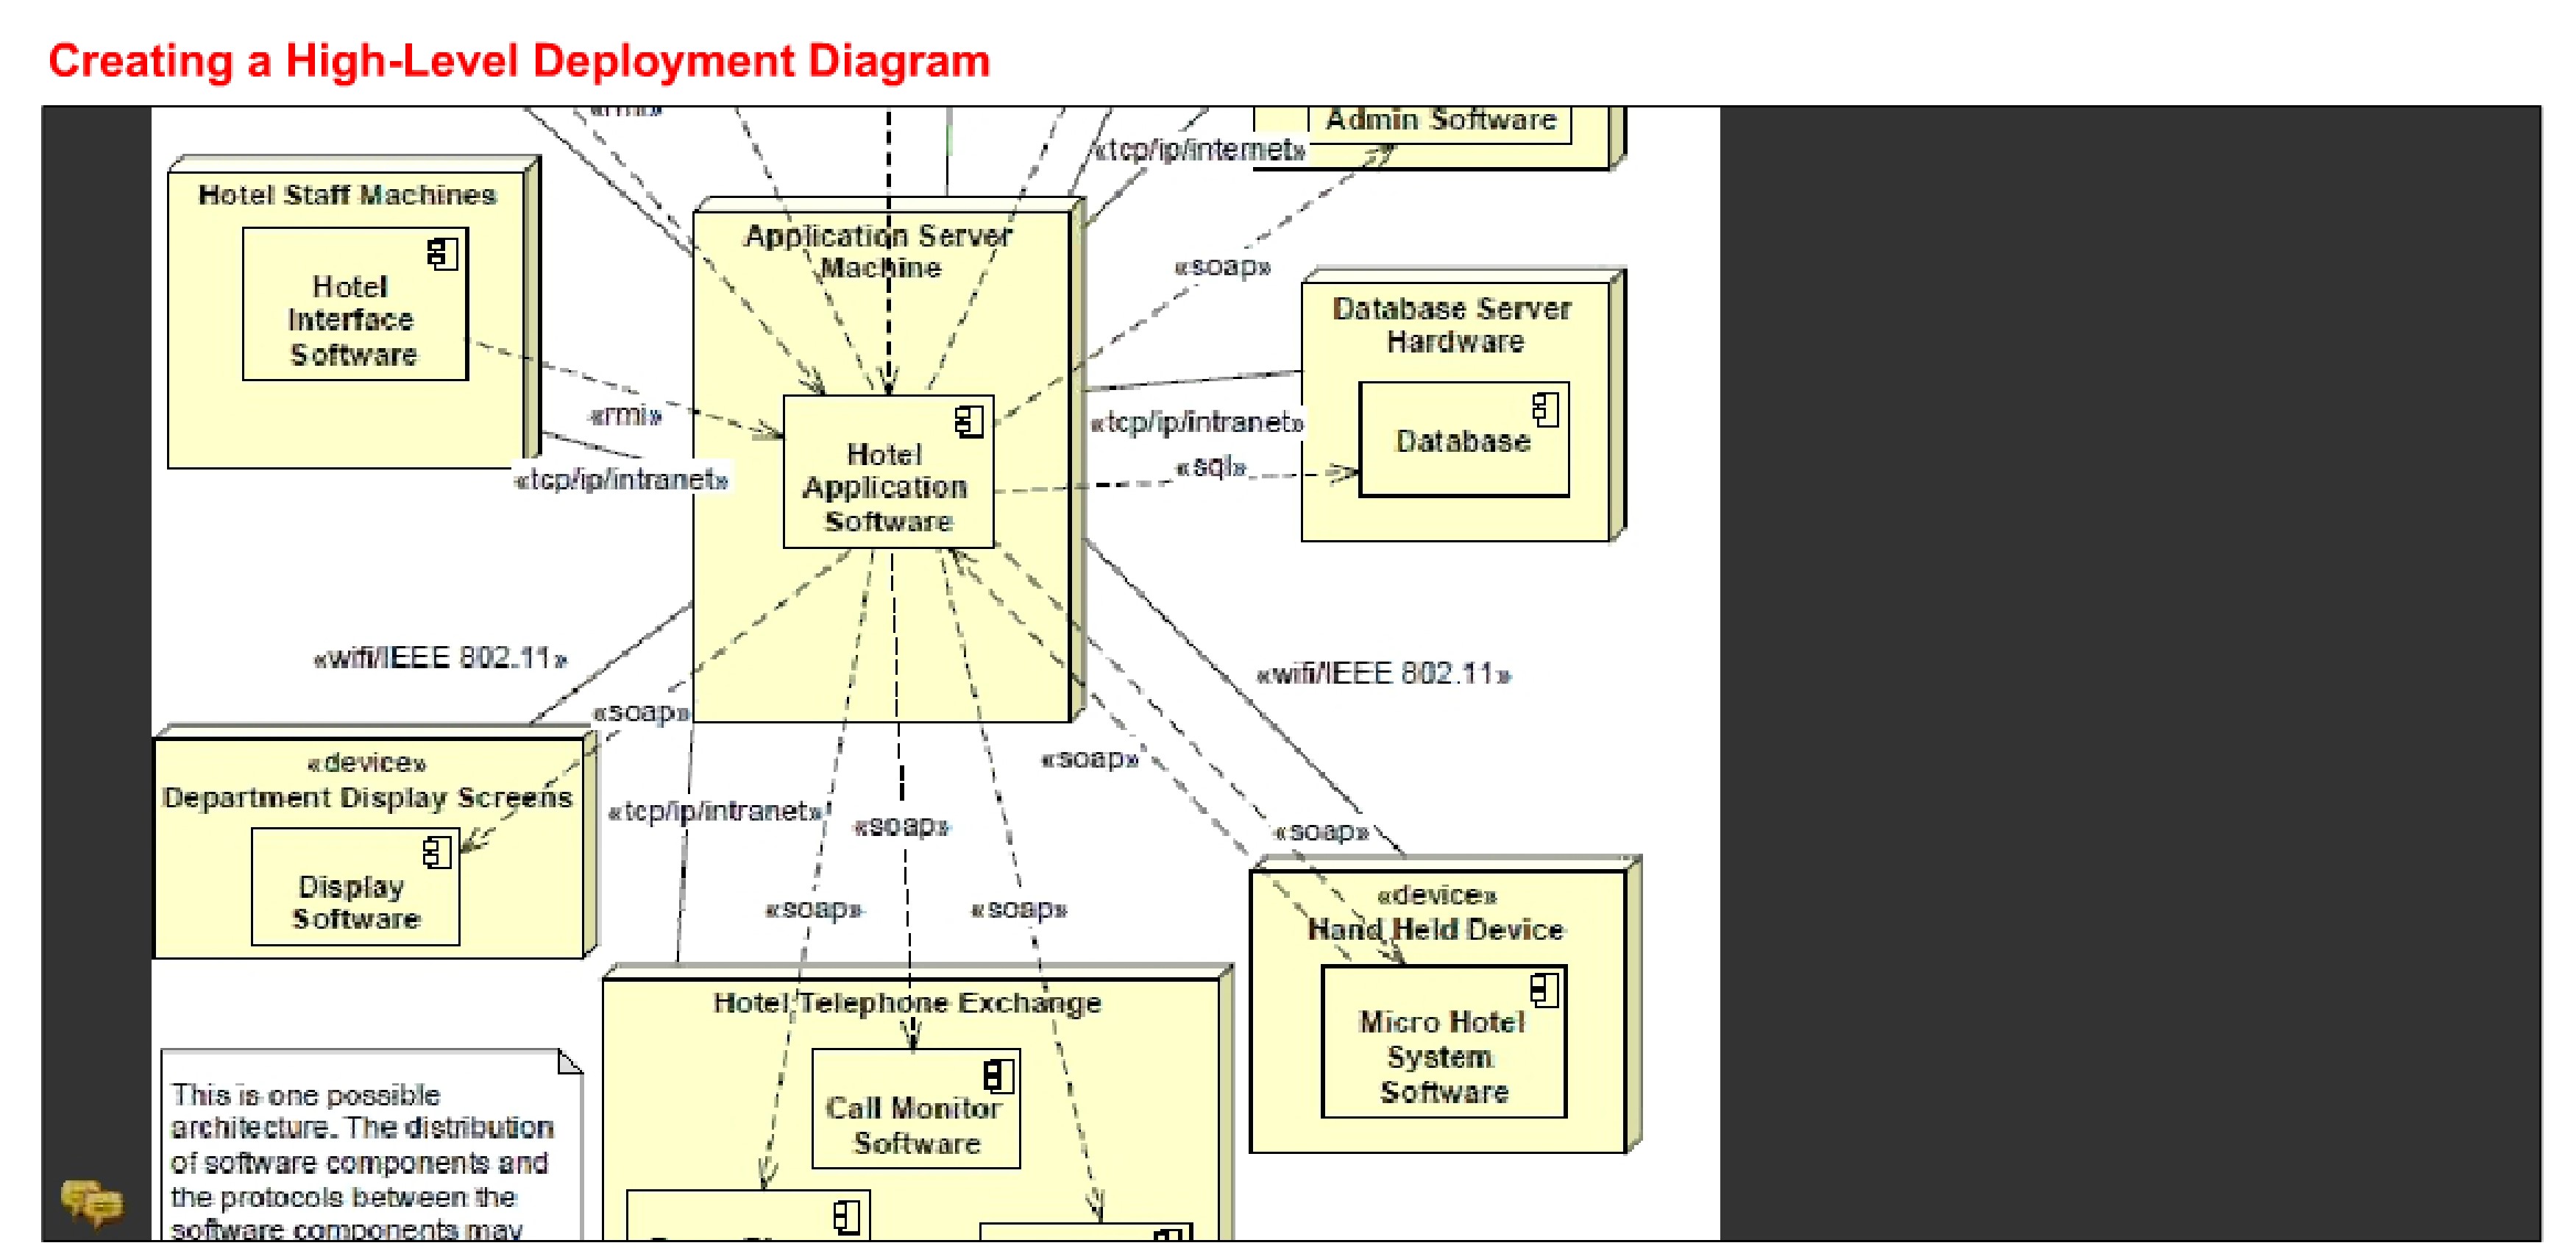 Creating a High-Level Deployment Diagram
«rmi»
Admin Software
«tcp/ip/internet»
Hotel Staff Machines
Hotel
Interface
Software
Application Server
Machine
«soap»
Database Server
Hardware
«rmi»
«tcp/ip/intranet»
Hotel
Application
Software
«tcp/ip/intranet»
«sql»
Database
«wifi/IEEE 802.11»
«wifi/IEEE 802.11»
«soap»
«device»
Department Display Screens
Display
Software
«tcp/ip/intranet»
«soap»
«soap»
«soap»
«soap»
«soap»
«device»
Hand Held Device
Micro Hotel
System
Software
Hotel Telephone Exchange
Call Monitor
Software
This is one possible
architecture. The distribution
of software components and
the protocols between the
software components may